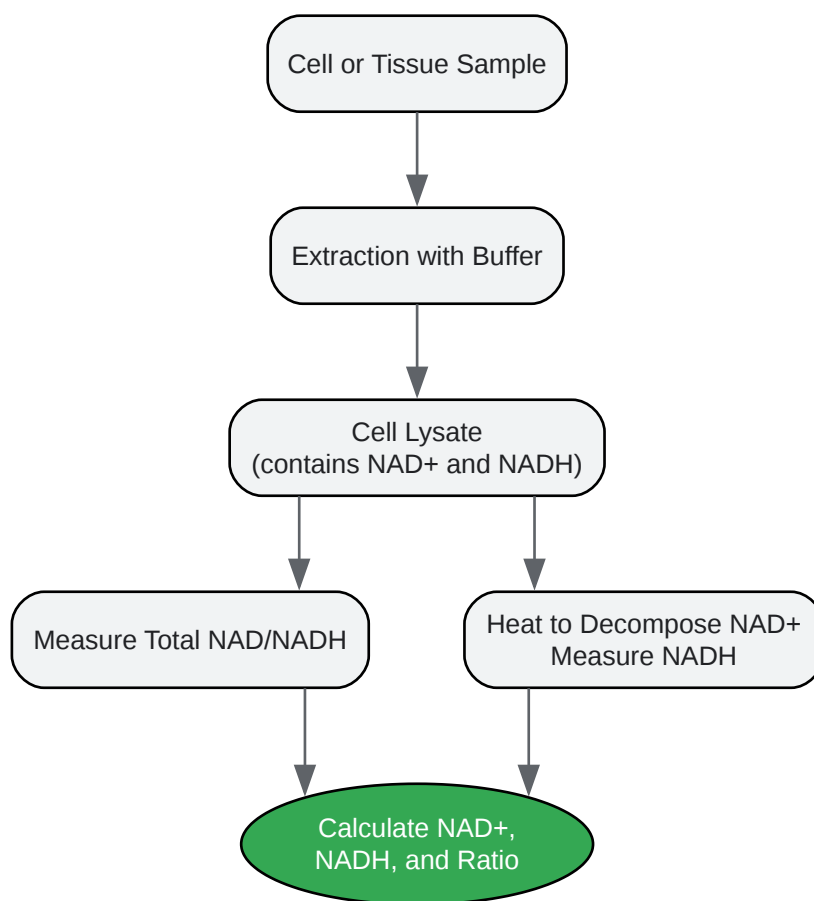 Cell or Tissue Sample
Extraction with Buffer
Cell Lysate
(contains NAD+ and NADH)
Measure Total NAD/NADH
Heat to Decompose NAD+
Measure NADH
Calculate NAD+,
NADH, and Ratio